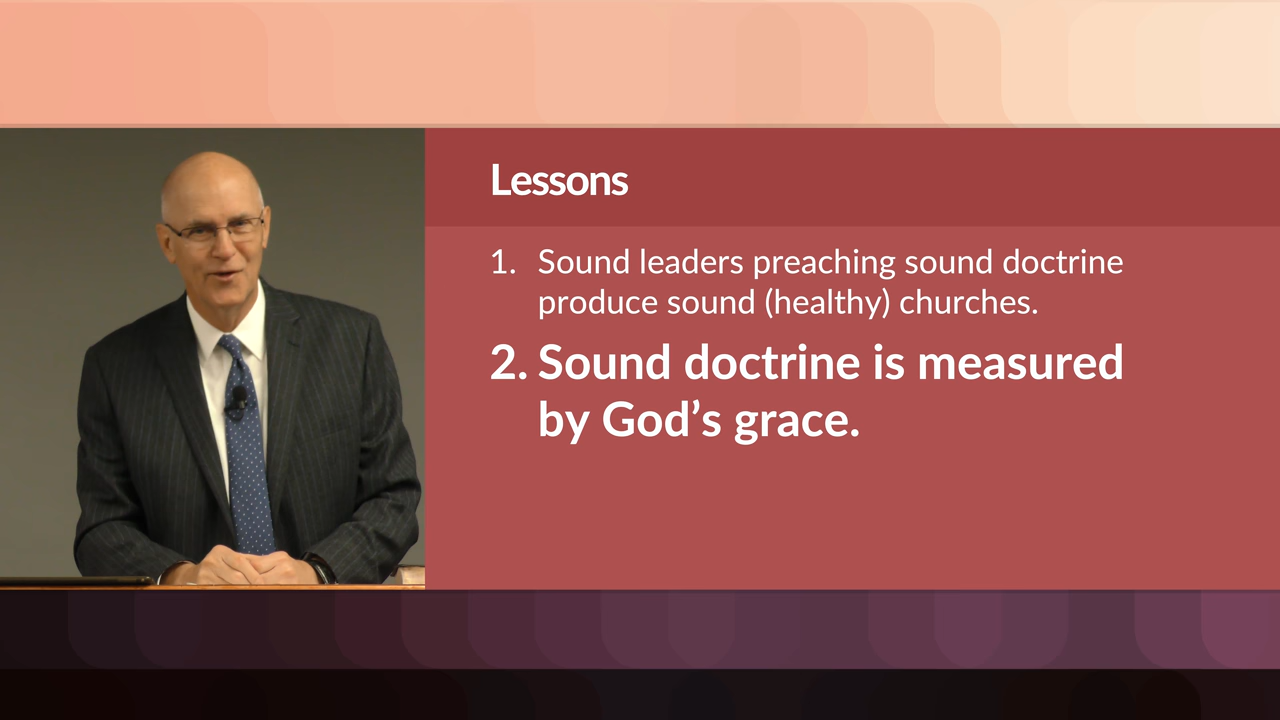 Lessons
1. Sound leaders preaching sound doctrine
produce sound (healthy) churches.
2. Sound doctrine is measured
by God’s grace.